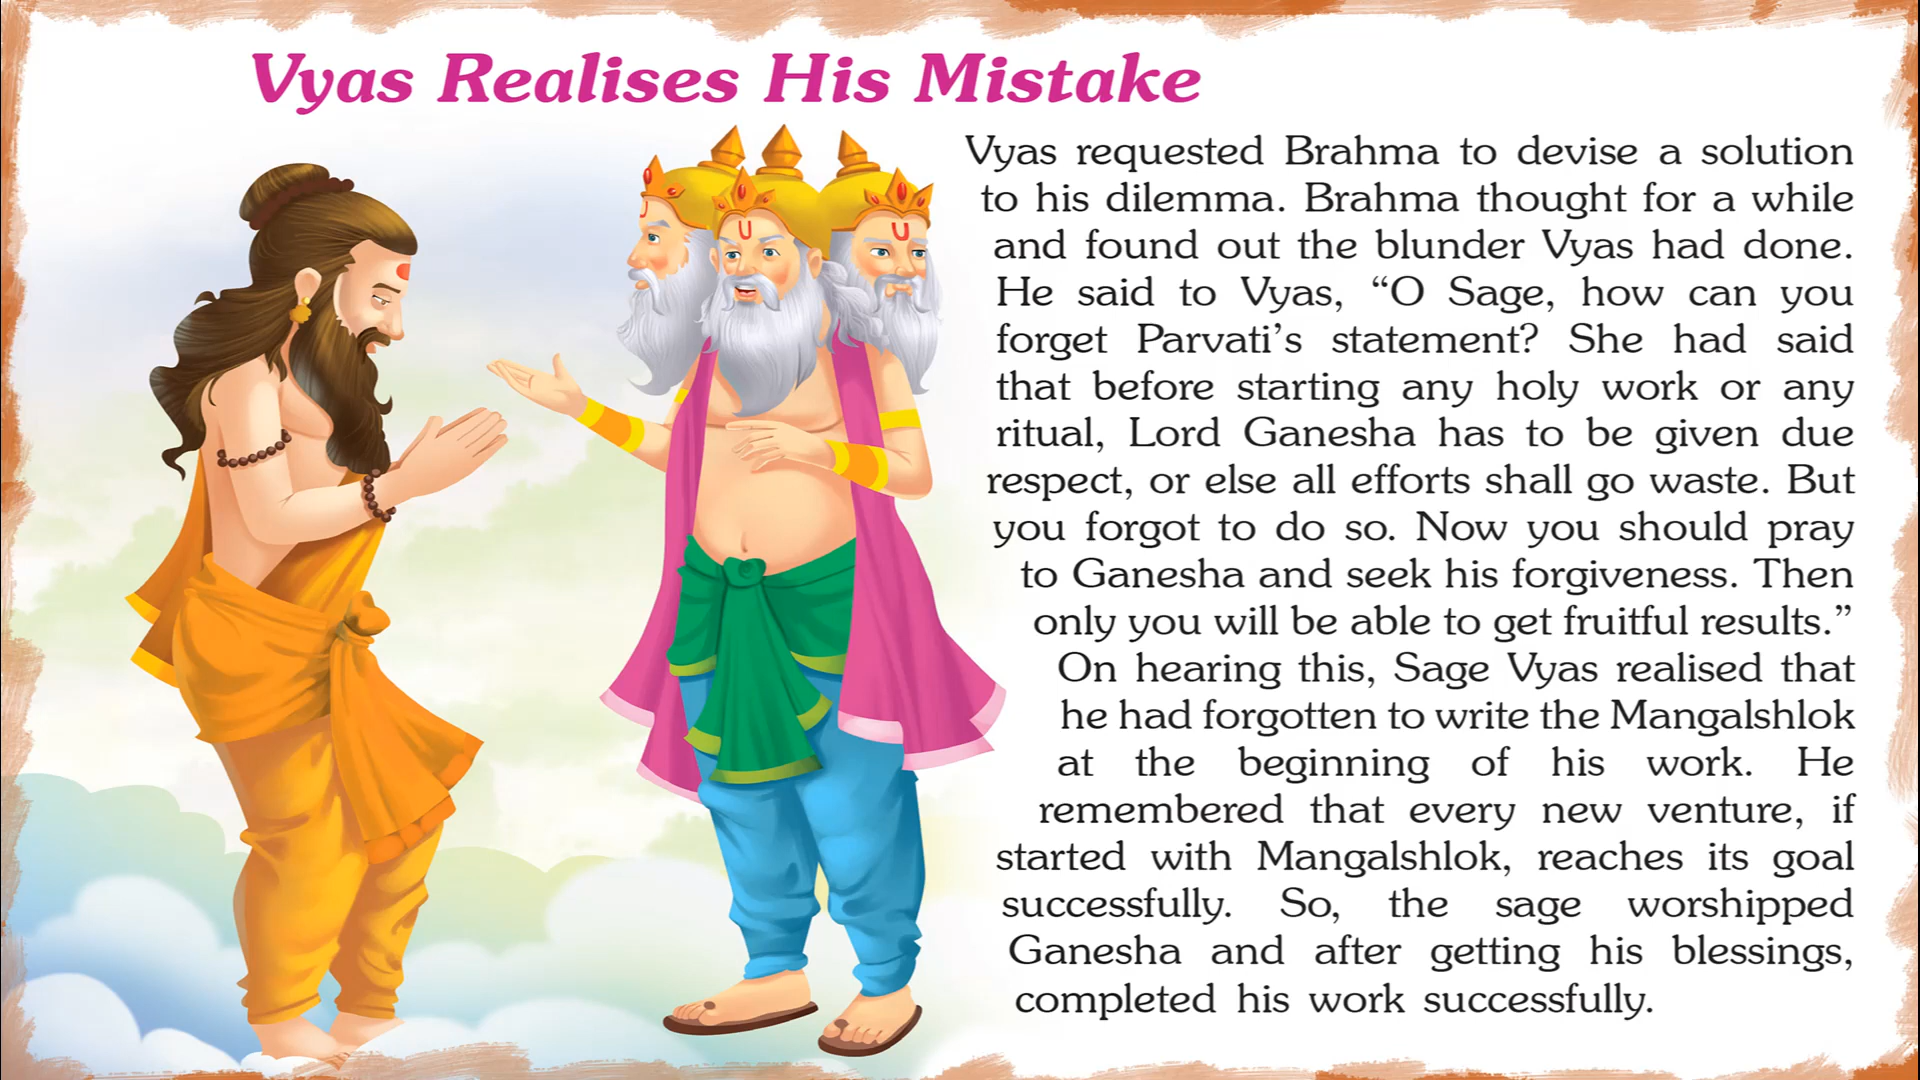 Vyas Realises His Mistake
Vyas requested Brahma to devise a solution
to his dilemma. Brahma thought for a while
and found out the blunder Vyas had done.
He said to Vyas, “O Sage, how can you
forget Parvati’s statement? She had said
that before starting any holy work or any
ritual, Lord Ganesha has to be given due
respect, or else all efforts shall go waste. But
you forgot to do so. Now you should pray
to Ganesha and seek his forgiveness. Then
only you will be able to get fruitful results.”
On hearing this, Sage Vyas realised that
he had forgotten to write the Mangalshlok
at the beginning of his work. He
remembered that every new venture, if
started with Mangalshlok, reaches its goal
successfully. So, the sage worshipped
Ganesha and after getting his blessings,
completed his work successfully.